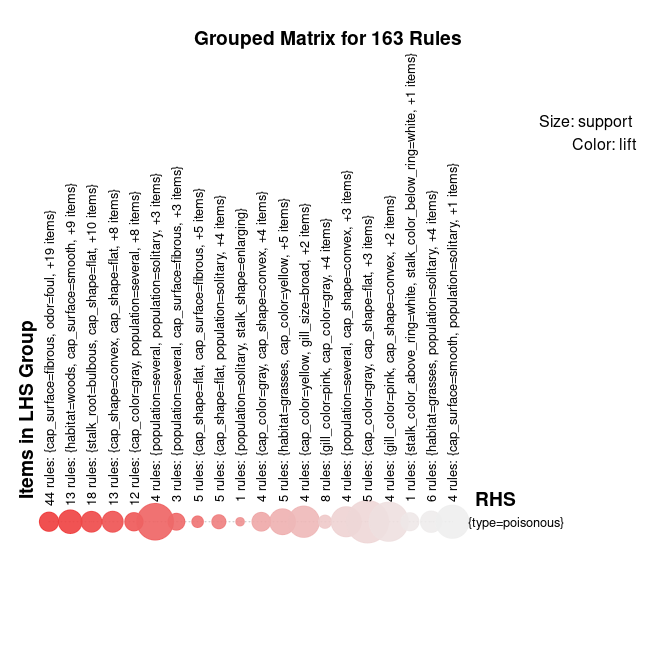 Grouped Matrix for 163 Rules
Size: support
Color: lift
Items in LHS Group
44 rules: {cap_surface=fibrous, odor=foul, +19 items}
13 rules: {habitat=woods, cap_surface=smooth, +9 items}
18 rules: {stalk_root=bulbous, cap_shape=flat, +10 items}
13 rules: {cap_shape=convex, cap_shape=flat, +8 items}
12 rules: {cap_color=gray, population=several, +8 items}
4 rules: {population=several, population=solitary, +3 items}
3 rules: {population=several, cap_surface=fibrous, +3 items}
5 rules: {cap_shape=flat, cap_surface=fibrous, +5 items}
5 rules: {cap_shape=flat, population=solitary, +4 items}
1 rules: {population=solitary, stalk_shape=enlarging}
4 rules: {cap_color=gray, cap_shape=convex, +4 items}
5 rules: {habitat=grasses, cap_color=yellow, +5 items}
4 rules: {cap_color=yellow, gill_size=broad, +2 items}
8 rules: {gill_color=pink, cap_color=gray, +4 items}
4 rules: {population=several, cap_shape=convex, +3 items}
5 rules: {cap_color=gray, cap_shape=flat, +3 items}
4 rules: {gill_color=pink, cap_shape=convex, +2 items}
1 rules: {stalk_color_above_ring=white, stalk_color_below_ring=white, +1 items}
6 rules: {habitat=grasses, population=solitary, +4 items}
4 rules: {cap_surface=smooth, population=solitary, +1 items}
RHS
{type=poisonous}